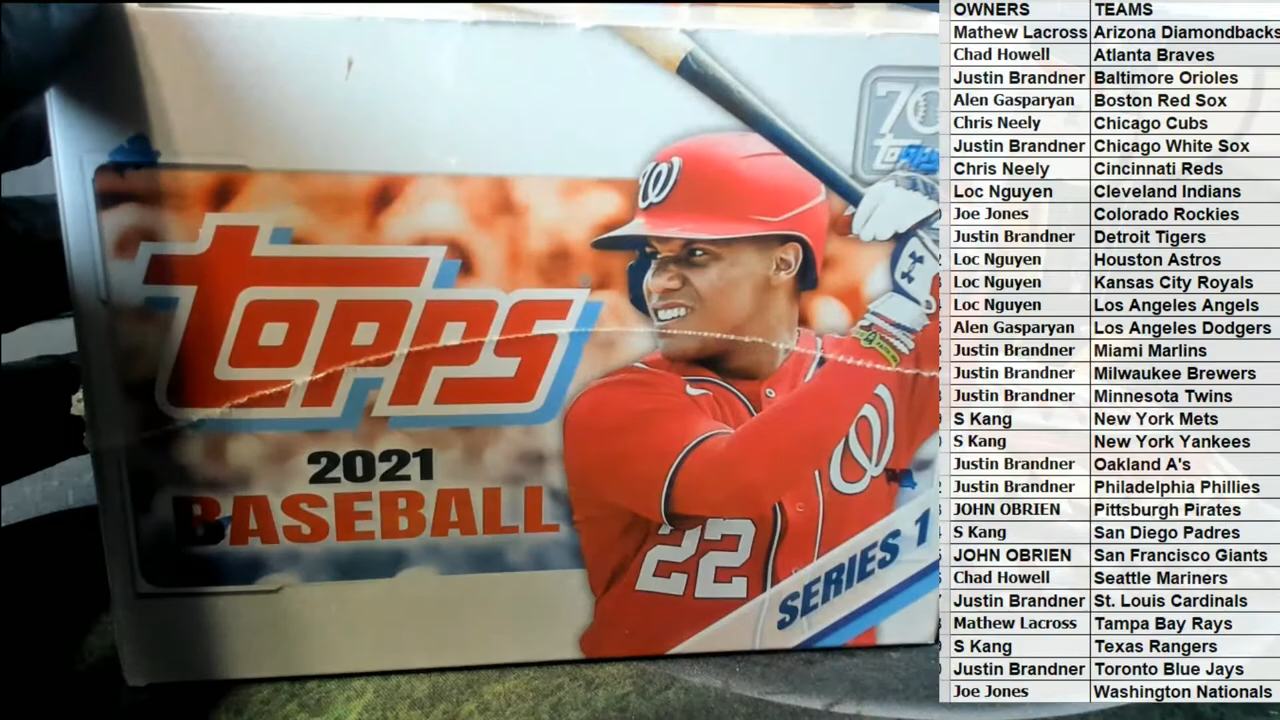 70
TOPPS
W
TOPPS
2021
BASEBALL
W
22
SERIES 1
OWNERS TEAMS
Mathew Lacross Arizona Diamondbacks
Chad Howell Atlanta Braves
Justin Brandner Baltimore Orioles
Alen Gasparyan Boston Red Sox
Chris Neely Chicago Cubs
Justin Brandner Chicago White Sox
Chris Neely Cincinnati Reds
Loc Nguyen Cleveland Indians
Joe Jones Colorado Rockies
Justin Brandner Detroit Tigers
Loc Nguyen Houston Astros
Loc Nguyen Kansas City Royals
Loc Nguyen Los Angeles Angels
Alen Gasparyan Los Angeles Dodgers
Justin Brandner Miami Marlins
Justin Brandner Milwaukee Brewers
Justin Brandner Minnesota Twins
S Kang New York Mets
S Kang New York Yankees
Justin Brandner Oakland A's
Justin Brandner Philadelphia Phillies
JOHN OBRIEN Pittsburgh Pirates
S Kang San Diego Padres
JOHN OBRIEN San Francisco Giants
Chad Howell Seattle Mariners
Justin Brandner St. Louis Cardinals
Mathew Lacross Tampa Bay Rays
S Kang Texas Rangers
Justin Brandner Toronto Blue Jays
Joe Jones Washington Nationals